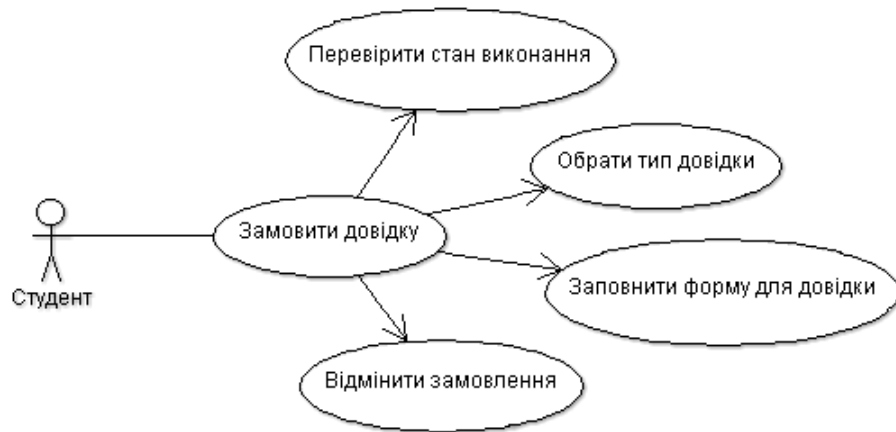 Перевірити стан виконання
Обрати тип довідки
Замовити довідку
Заповнити форму для довідки
Студент
Відмінити замовлення